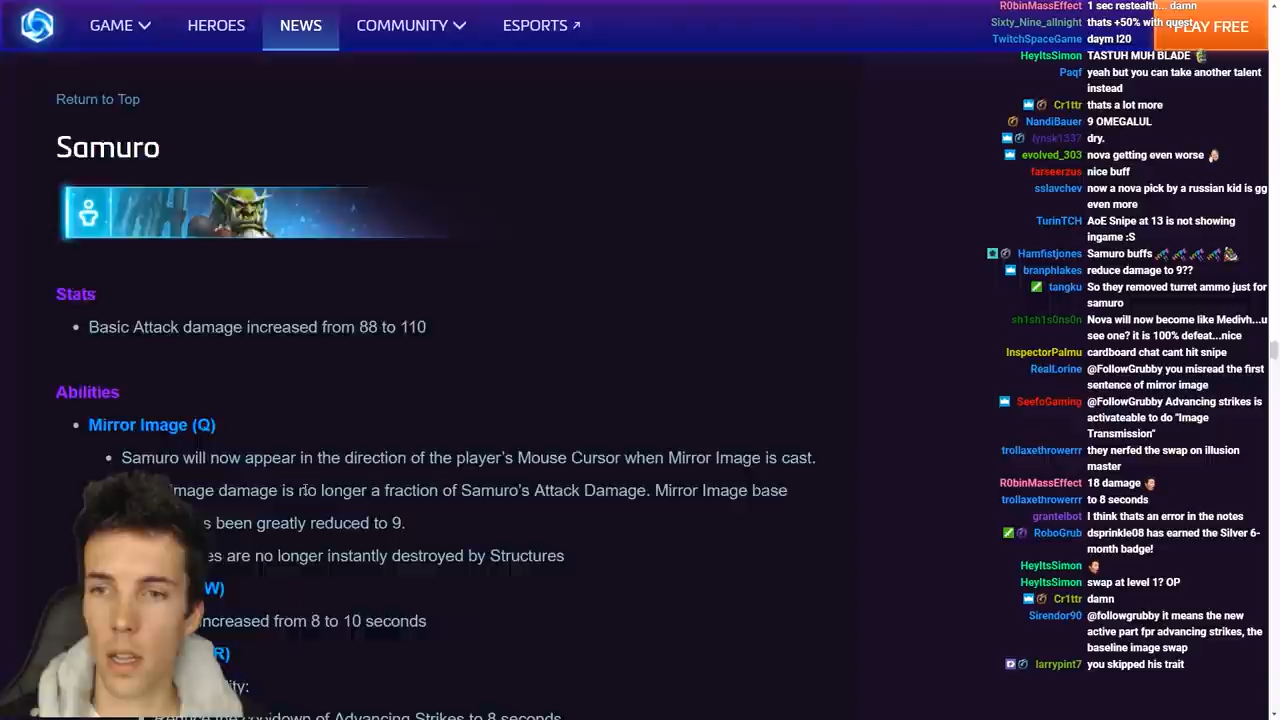 GAME
HEROES
NEWS
COMMUNITY
ESPORTS
PLAY FREE
Return to Top
Samuro
Stats
Basic Attack damage increased from 88 to 110
Abilities
Mirror Image (Q)
Samuro will now appear in the direction of the player's Mouse Cursor when Mirror Image is cast.
image damage is no longer a fraction of Samuro's Attack Damage. Mirror Image base
s been greatly reduced to 9.
es are no longer instantly destroyed by Structures
W)
increased from 8 to 10 seconds
R)
ity:
Reduce the cooldown of Advancing Strikes to 8 seconds
R0binMassEffect 1 sec restealth... damn
Sixty_Nine_allnight thats +50% with quest
TwitchSpaceGame daym l20
HeyItsSimon TASTUH MUH BLADE
Paqf yeah but you can take another talent
instead
Cr1ttr thats a lot more
NandiBauer 9 OMEGALUL
lynsk1337 dry.
evolved_303 nova getting even worse
farseerzus nice buff
sslavchev now a nova pick by a russian kid is gg
even more
TurinTCH AoE Snipe at 13 is not showing
ingame :S
Hamfistjones Samuro buffs
branphlakes reduce damage to 9??
tangku So they removed turret ammo just for
samuro
sh1sh1s0ns0n Nova will now become like Medivh...u
see one? it is 100% defeat...nice
InspectorPalmu cardboard chat cant hit snipe
RealLorine @FollowGrubby you misread the first
sentence of mirror image
SeefoGaming @FollowGrubby Advancing strikes is
activateable to do "Image
Transmission"
trollaxethrowerrr they nerfed the swap on illusion
master
R0binMassEffect 18 damage
trollaxethrowerrr to 8 seconds
grantelbot I think thats an error in the notes
RoboGrub dsprinkle08 has earned the Silver 6-
month badge!
HeyItsSimon
HeyItsSimon swap at level 1? OP
Cr1ttr damn
Sirendor90 @followgrubby it means the new
active part fpr advancing strikes, the
baseline image swap
larrypint7 you skipped his trait